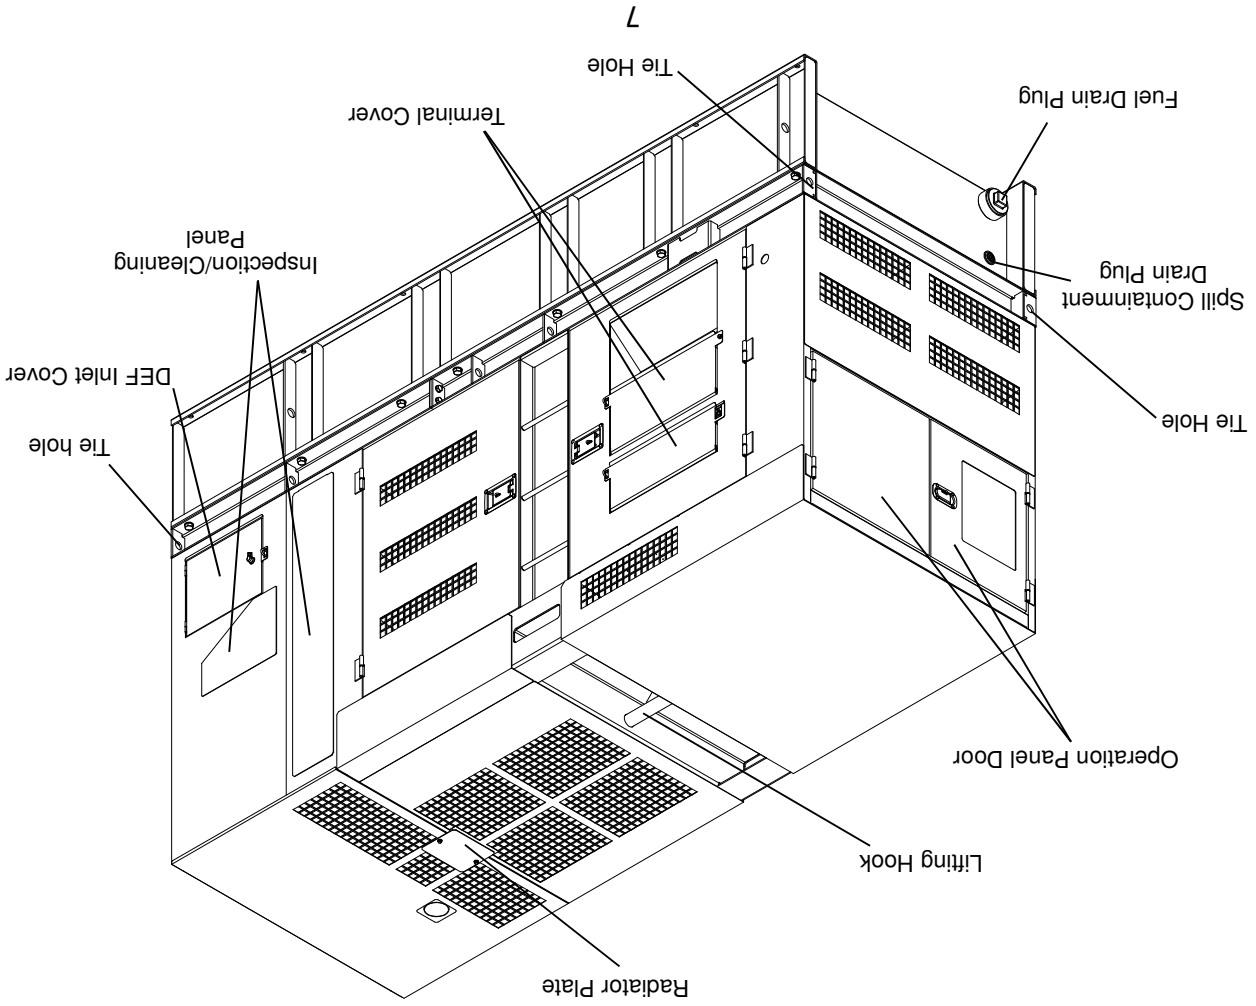 Radiator Plate
Lifting Hook
Operation Panel Door
Tie Hole
Spill Containment
Drain Plug
Fuel Drain Plug
Tie hole
DEF Inlet Cover
Inspection/Cleaning
Panel
Terminal Cover
Tie Hole
7